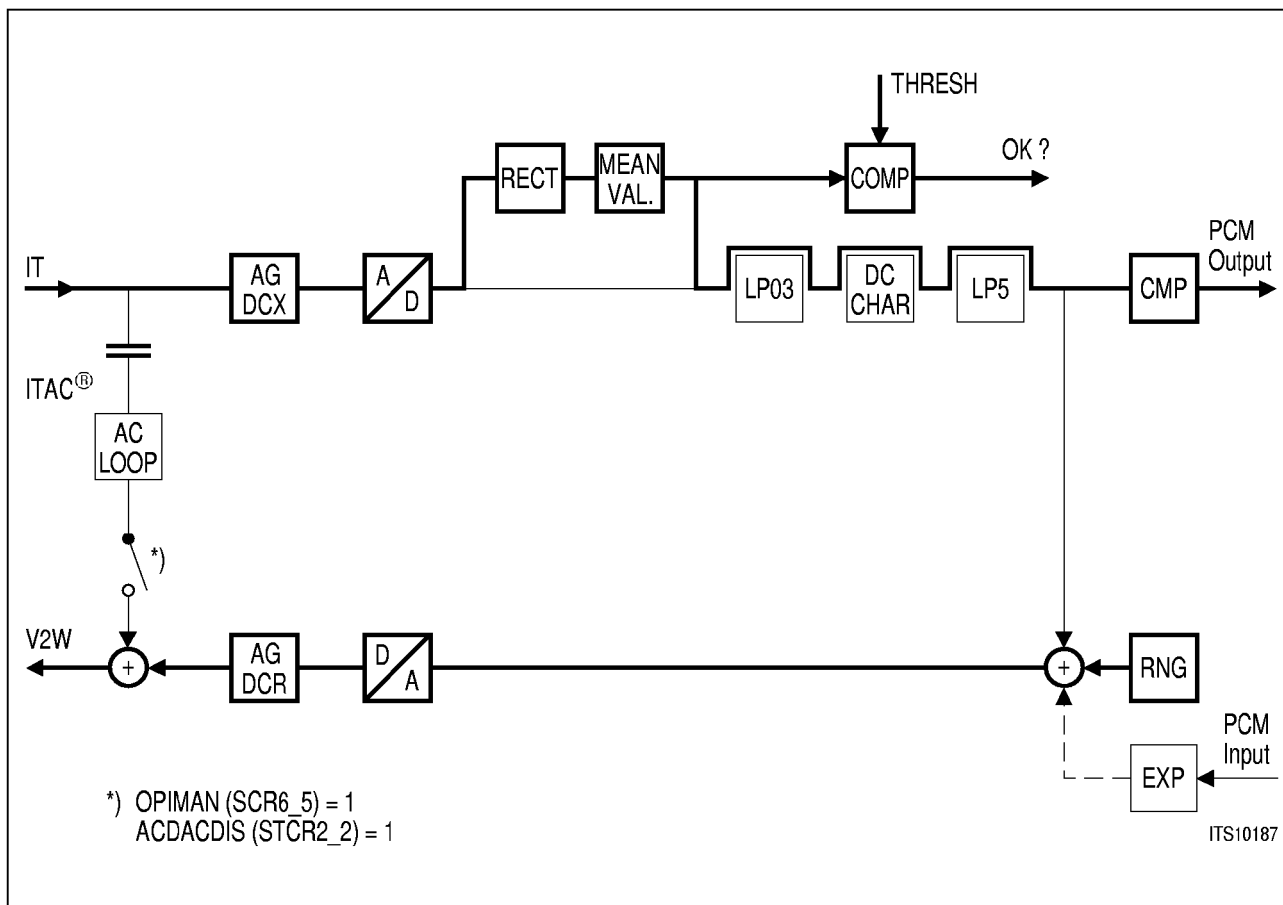 THRESH
OK ?
RECT
MEAN
VAL.
COMP
IT
AG
DCX
A
D
LP03
DC
CHAR
LP5
CMP
PCM
Output
ITAC®
AC
LOOP
*)
V2W
+
AG
DCR
D
A
+
RNG
PCM
Input
EXP
*) OPIMAN (SCR6_5) = 1
ACDACDIS (STCR2_2) = 1
ITS10187